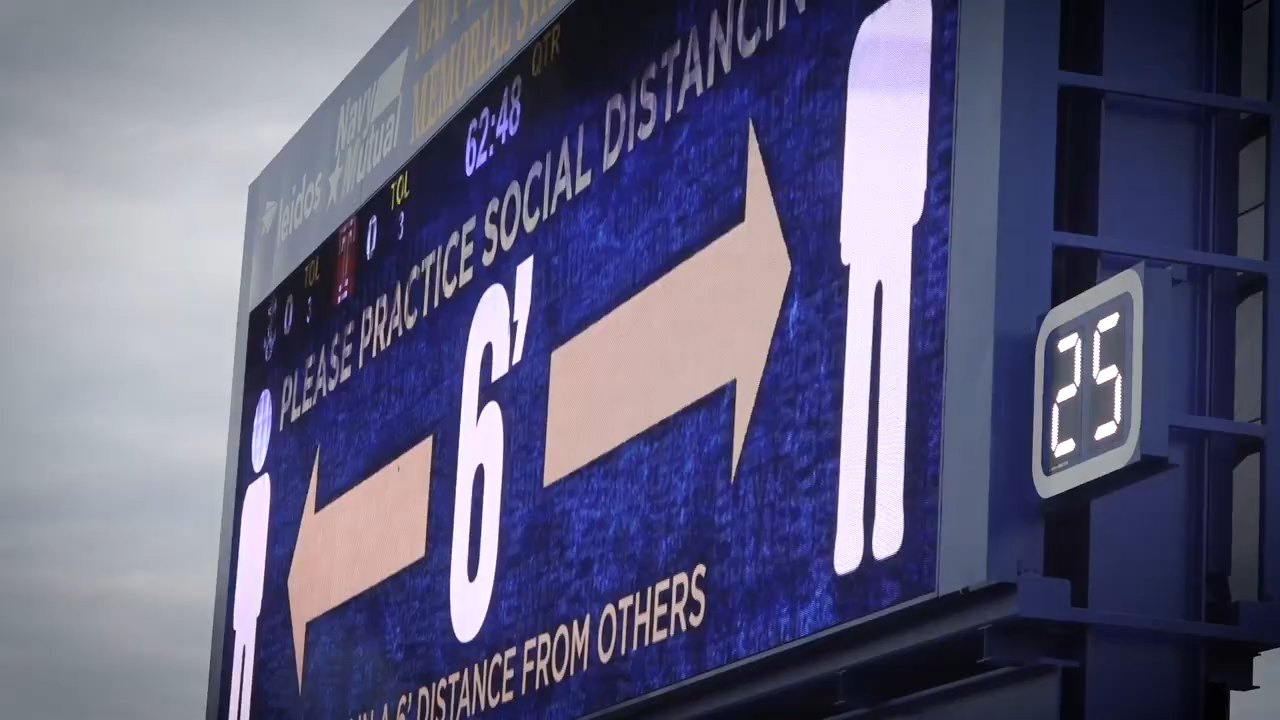 NAVY
MEMORIAL
Navy
Mutual
leidos
QTR
62:48
TOL
0
3
TOL
0
3
PLEASE PRACTICE SOCIAL DISTANCIN
6'
25
A 6' DISTANCE FROM OTHERS